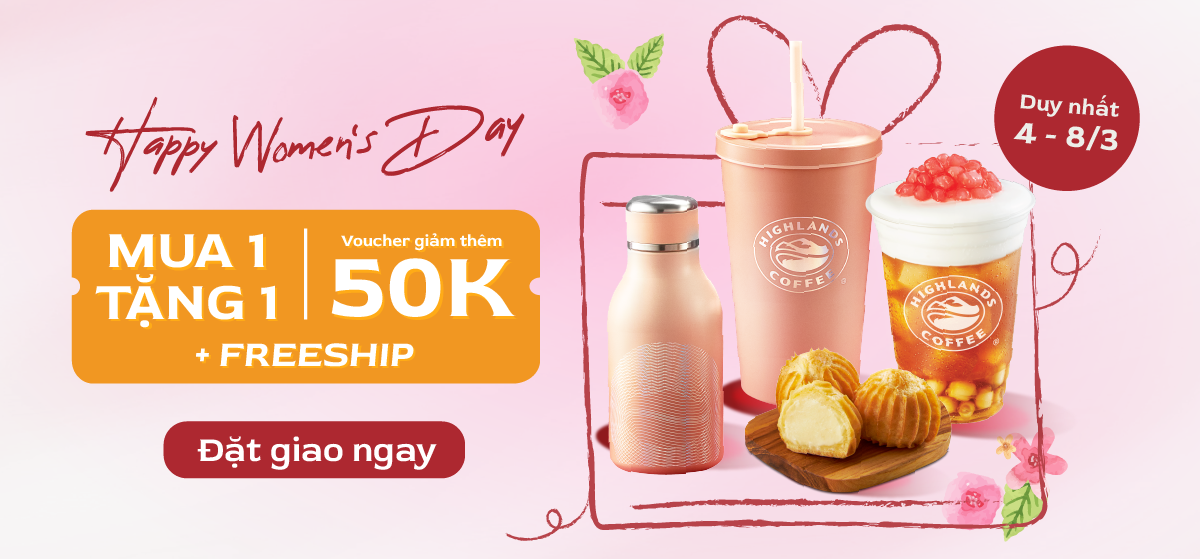 Happy Women's Day
MUA 1
TẶNG 1
Voucher giảm thêm
50K
+ FREESHIP
Đặt giao ngay
Duy nhất
4 - 8/3
HIGHLANDS
COFFEE
®
HIGHLANDS
COFFEE
®